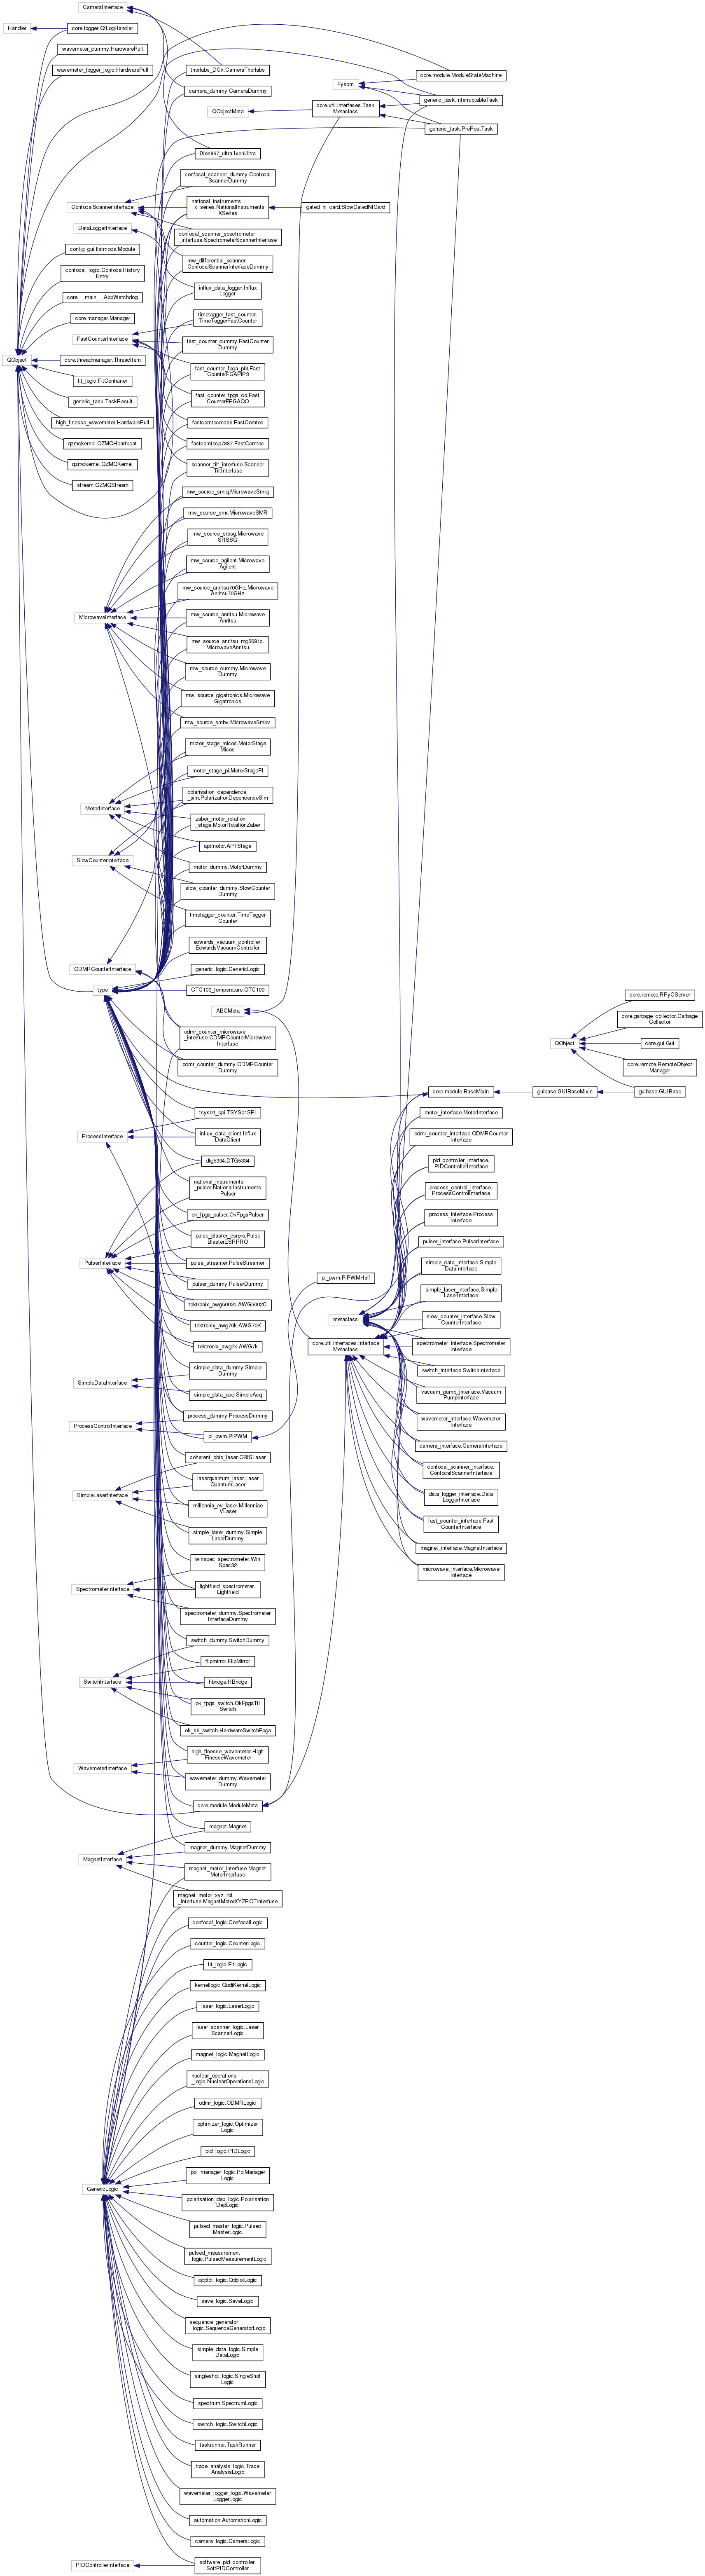 CameraInterface
Handler
core.logger.QtLogHandler
wavemeter_dummy.HardwarePull
wavemeter_logger_logic.HardwarePull
thorlabs_DCx.CameraThorlabs
camera_dummy.CameraDummy
Fysom
core.module.ModuleStateMachine
generic_task.InterruptableTask
generic_task.PrePostTask
QObjectMeta
core.util.interfaces.Task
Metaclass
iXon897_ultra.IxonUltra
confocal_scanner_dummy.Confocal
ScannerDummy
ConfocalScannerInterface
national_instruments
_x_series.NationalInstruments
XSeries
gated_ni_card.SlowGatedNICard
DataLoggerInterface
confocal_scanner_spectrometer
_interfuse.SpectrometerScannerInterfuse
config_gui.listmods.Module
mw_differential_scanner.
ConfocalScannerInterfaceDummy
confocal_logic.ConfocalHistory
Entry
influx_data_logger.Influx
Logger
core.__main__.AppWatchdog
core.manager.Manager
timetagger_fast_counter.
TimeTaggerFastCounter
FastCounterInterface
fast_counter_dummy.FastCounter
Dummy
QObject
core.threadmanager.ThreadItem
fast_counter_fpga_pi3.Fast
CounterFGAPiP3
fit_logic.FitContainer
generic_task.TaskResult
fast_counter_fpga_qo.Fast
CounterFPGAQO
high_finesse_wavemeter.HardwarePull
fastcomtecmcs6.FastComtec
qzmqkernel.QZMQHeartbeat
fastcomtecp7887.FastComtec
qzmqkernel.QZMQKernel
scanner_tilt_interfuse.Scanner
TiltInterfuse
stream.QZMQStream
mw_source_smiq.MicrowaveSmiq
mw_source_smr.MicrowaveSMR
mw_source_srssg.Microwave
SRSSG
mw_source_agilent.Microwave
Agilent
mw_source_anritsu70GHz.Microwave
Anritsu70GHz
MicrowaveInterface
mw_source_anritsu.Microwave
Anritsu
mw_source_anritsu_mg3691c.
MicrowaveAnritsu
mw_source_dummy.Microwave
Dummy
mw_source_gigatronics.Microwave
Gigatronics
mw_source_smbv.MicrowaveSmbv
motor_stage_micos.MotorStage
Micos
motor_stage_pi.MotorStagePI
MotorInterface
polarisation_dependence
_sim.PolarizationDependenceSim
zaber_motor_rotation
_stage.MotorRotationZaber
aptmotor.APTStage
SlowCounterInterface
motor_dummy.MotorDummy
slow_counter_dummy.SlowCounter
Dummy
timetagger_counter.TimeTagger
Counter
edwards_vacuum_controller.
EdwardsVacuumController
ODMRCounterInterface
generic_logic.GenericLogic
type
CTC100_temperature.CTC100
ABCMeta
core.remote.RPyCServer
core.garbage_collector.Garbage
Collector
odmr_counter_microwave
_interfuse.ODMRCounterMicrowave
Interfuse
QObject
core.gui.Gui
odmr_counter_dummy.ODMRCounter
Dummy
core.remote.RemoteObject
Manager
core.module.BaseMixin
guibase.GUIBaseMixin
guibase.GUIBase
tsys01_spi.TSYS01SPI
motor_interface.MotorInterface
ProcessInterface
influx_data_client.Influx
DataClient
odmr_counter_interface.ODMRCounter
Interface
dtg5334.DTG5334
pid_controller_interface.
PIDControllerInterface
national_instruments
_pulser.NationalInstruments
Pulser
process_control_interface.
ProcessControlInterface
ok_fpga_pulser.OkFpgaPulser
process_interface.Process
Interface
pulse_blaster_esrpro.Pulse
BlasterESRPRO
pulser_interface.PulserInterface
PulserInterface
pulse_streamer.PulseStreamer
simple_data_interface.Simple
DataInterface
pulser_dummy.PulserDummy
pi_pwm.PiPWMHalf
simple_laser_interface.Simple
LaserInterface
tektronix_awg5002c.AWG5002C
metaclass
slow_counter_interface.Slow
CounterInterface
tektronix_awg70k.AWG70K
tektronix_awg7k.AWG7k
core.util.interfaces.Interface
Metaclass
spectrometer_interface.Spectrometer
Interface
simple_data_dummy.Simple
Dummy
switch_interface.SwitchInterface
SimpleDataInterface
simple_data_acq.SimpleAcq
vacuum_pump_interface.Vacuum
PumpInterface
process_dummy.ProcessDummy
wavemeter_interface.Wavemeter
Interface
ProcessControlInterface
pi_pwm.PiPWM
camera_interface.CameraInterface
coherent_obis_laser.OBISLaser
confocal_scanner_interface.
ConfocalScannerInterface
laserquantum_laser.Laser
QuantumLaser
SimpleLaserInterface
data_logger_interface.Data
LoggerInterface
millennia_ev_laser.Millenniae
VLaser
fast_counter_interface.Fast
CounterInterface
simple_laser_dummy.Simple
LaserDummy
magnet_interface.MagnetInterface
winspec_spectrometer.Win
Spec32
microwave_interface.Microwave
Interface
SpectrometerInterface
lightfield_spectrometer.
Lightfield
spectrometer_dummy.Spectrometer
InterfaceDummy
switch_dummy.SwitchDummy
flipmirror.FlipMirror
SwitchInterface
hbridge.HBridge
ok_fpga_switch.OkFpgaTtl
Switch
ok_s6_switch.HardwareSwitchFpga
high_finesse_wavemeter.High
FinesseWavemeter
WavemeterInterface
wavemeter_dummy.Wavemeter
Dummy
core.module.ModuleMeta
magnet.Magnet
magnet_dummy.MagnetDummy
MagnetInterface
magnet_motor_interfuse.Magnet
MotorInterfuse
magnet_motor_xyz_rot
_interfuse.MagnetMotorXYZROTInterfuse
confocal_logic.ConfocalLogic
counter_logic.CounterLogic
fit_logic.FitLogic
kernellogic.QudiKernelLogic
laser_logic.LaserLogic
laser_scanner_logic.Laser
ScannerLogic
magnet_logic.MagnetLogic
nuclear_operations
_logic.NuclearOperationsLogic
odmr_logic.ODMRLogic
optimizer_logic.Optimizer
Logic
pid_logic.PIDLogic
poi_manager_logic.PoiManager
Logic
GenericLogic
polarisation_dep_logic.Polarisation
DepLogic
pulsed_master_logic.Pulsed
MasterLogic
pulsed_measurement
_logic.PulsedMeasurementLogic
qdplot_logic.QdplotLogic
save_logic.SaveLogic
sequence_generator
_logic.SequenceGeneratorLogic
simple_data_logic.Simple
DataLogic
singleshot_logic.SingleShot
Logic
spectrum.SpectrumLogic
switch_logic.SwitchLogic
taskrunner.TaskRunner
trace_analysis_logic.Trace
AnalysisLogic
wavemeter_logger_logic.Wavemeter
LoggerLogic
automation.AutomationLogic
camera_logic.CameraLogic
PIDControllerInterface
software_pid_controller.
SoftPIDController